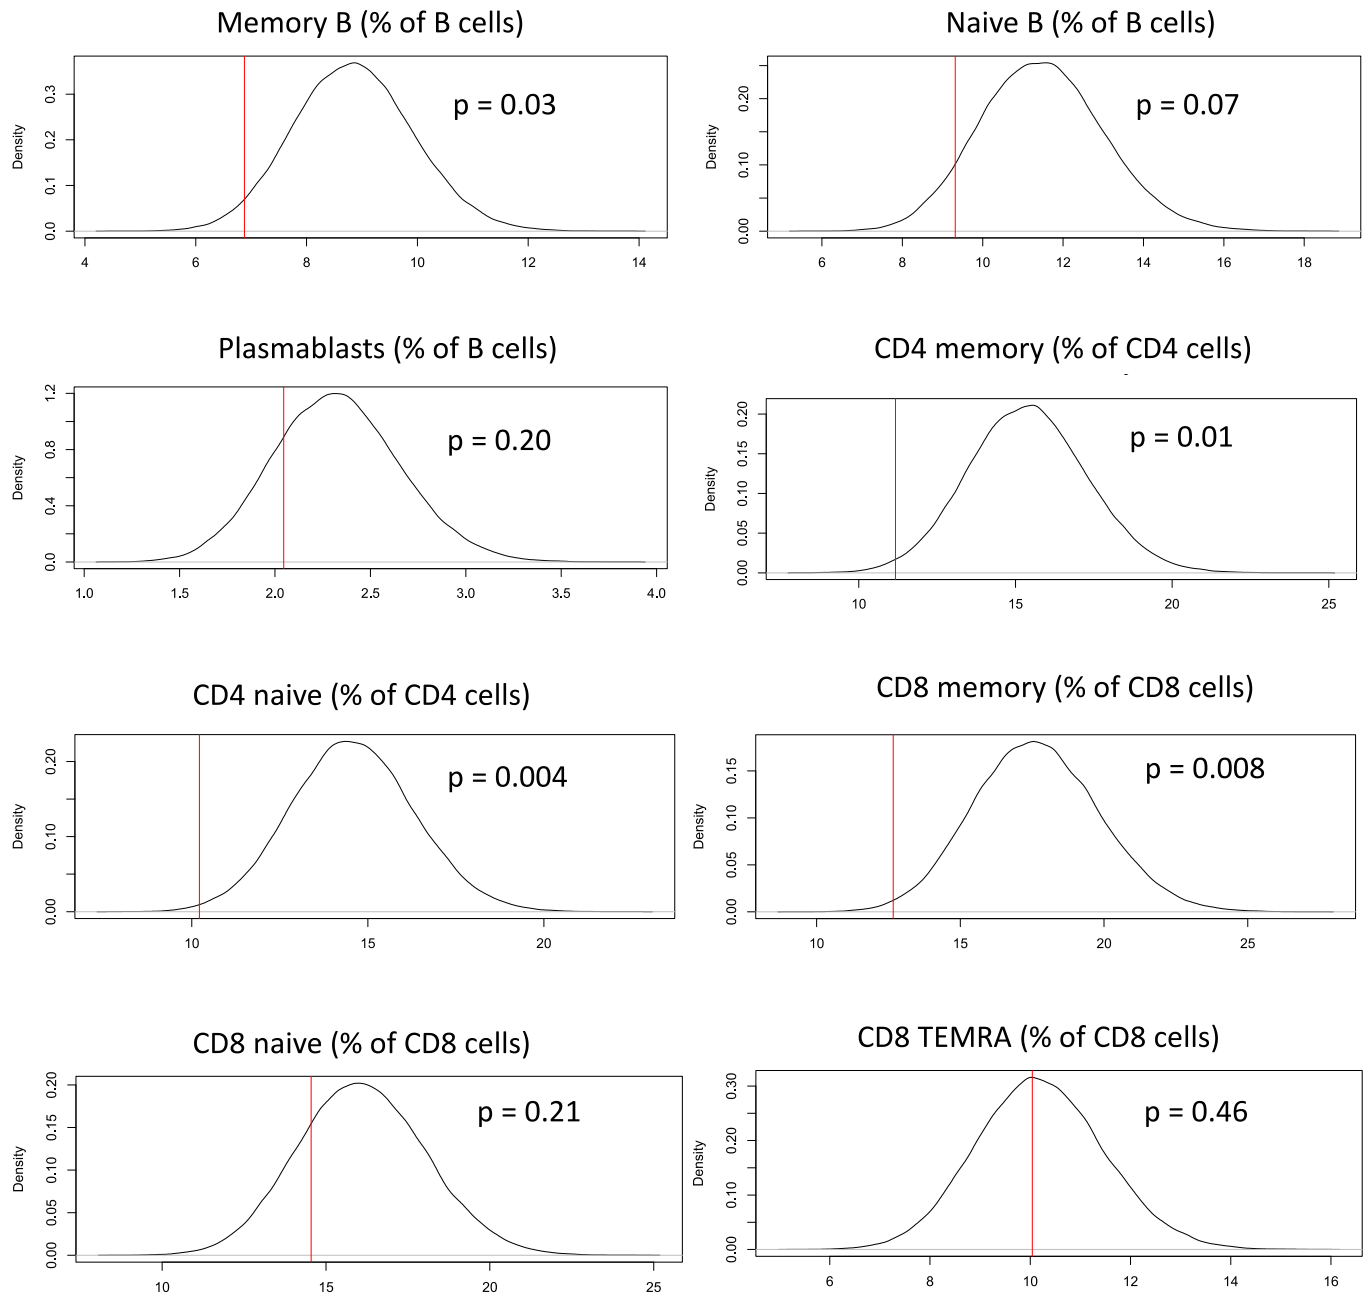 Memory B (% of B cells)
p = 0.03
Density
0.0 0.1 0.2 0.3
4 6 8 10 12 14
Naive B (% of B cells)
p = 0.07
Density
0.00 0.10 0.20
6 8 10 12 14 16 18
Plasmablasts (% of B cells)
p = 0.20
Density
0.0 0.4 0.8 1.2
1.0 1.5 2.0 2.5 3.0 3.5 4.0
CD4 memory (% of CD4 cells)
p = 0.01
Density
0.00 0.05 0.10 0.15 0.20
10 15 20 25
CD4 naive (% of CD4 cells)
p = 0.004
Density
0.00 0.10 0.20
10 15 20
CD8 memory (% of CD8 cells)
p = 0.008
Density
0.00 0.05 0.10 0.15
10 15 20 25
CD8 naive (% of CD8 cells)
p = 0.21
Density
0.00 0.05 0.10 0.15 0.20
10 15 20 25
CD8 TEMRA (% of CD8 cells)
p = 0.46
Density
0.00 0.10 0.20 0.30
6 8 10 12 14 16